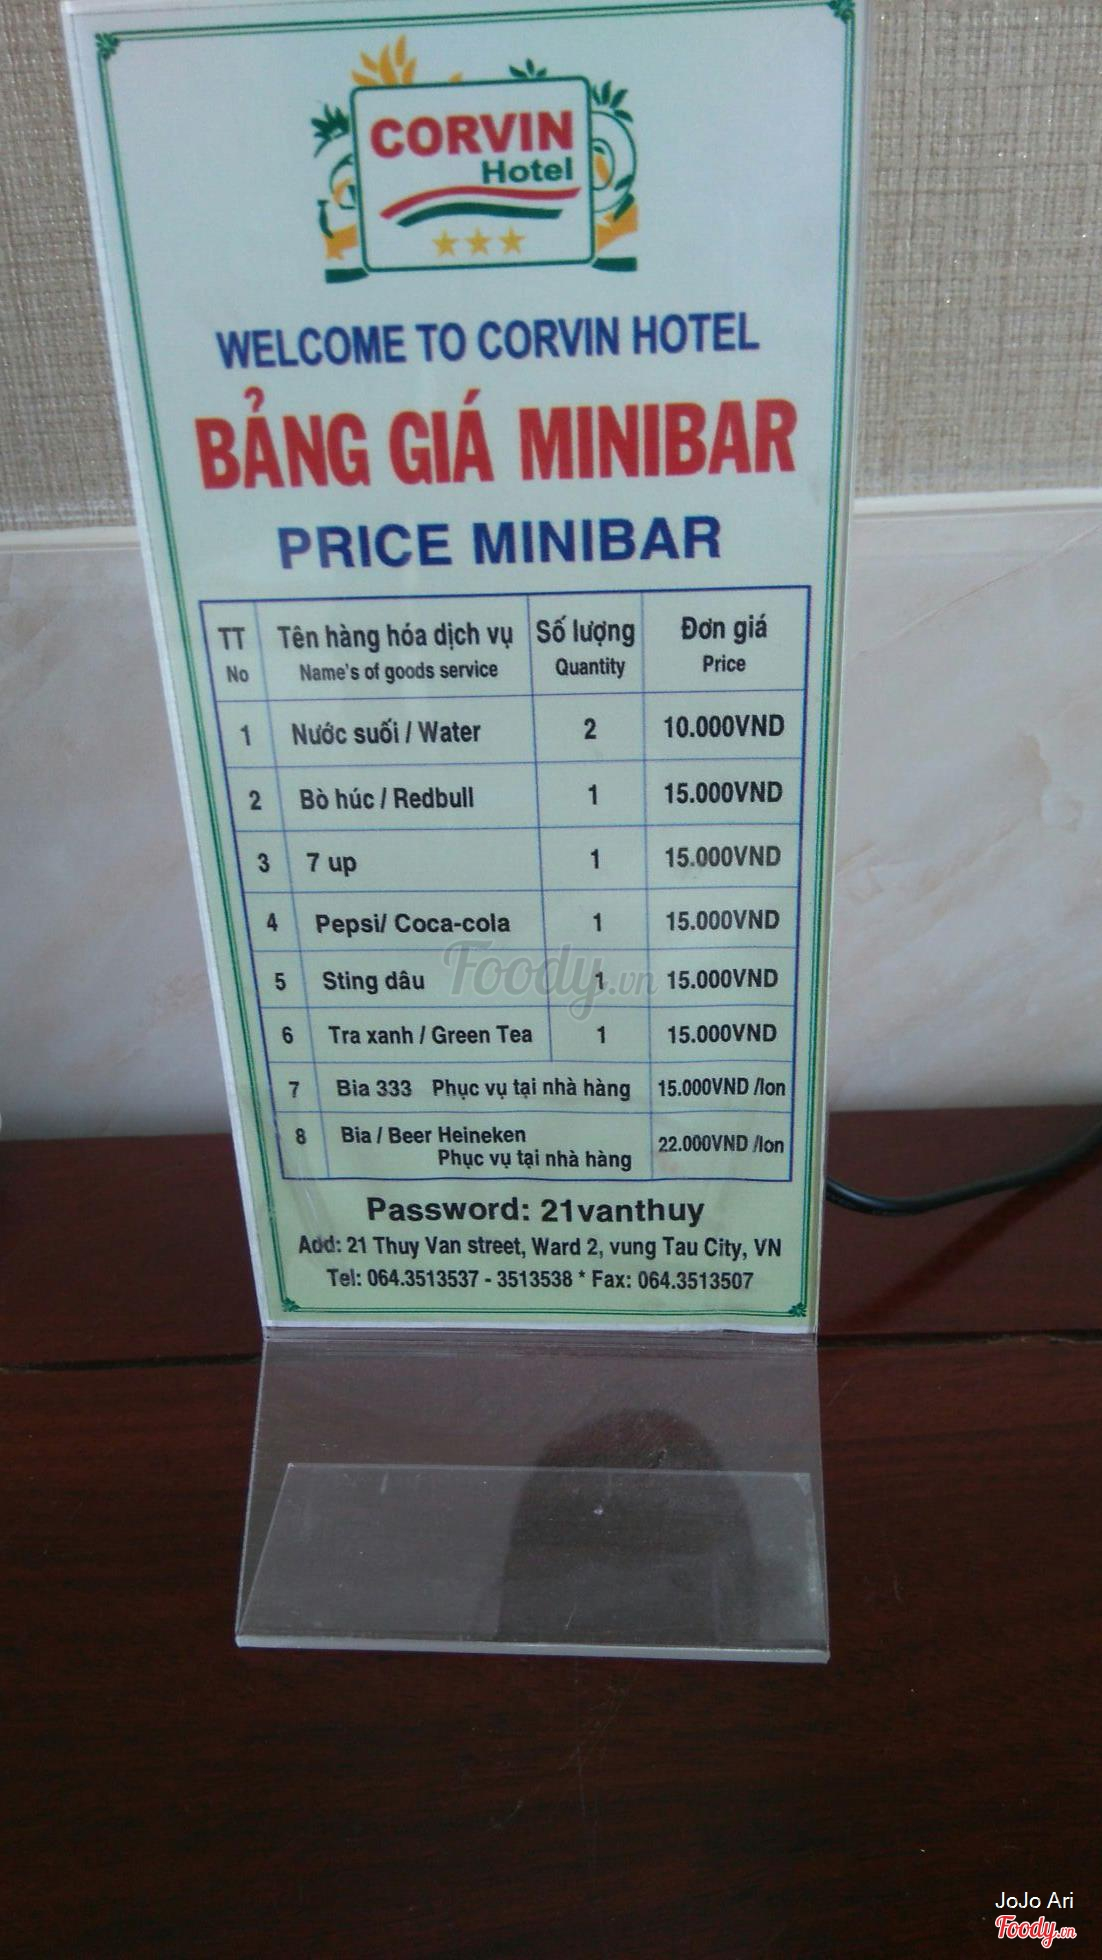 CORVIN
Hotel
WELCOME TO CORVIN HOTEL
BẢNG GIÁ MINIBAR
PRICE MINIBAR
TT Tên hàng hóa dịch vụ Số lượng Đơn giá
No Name's of goods service Quantity Price
1 Nước suối / Water 2 10.000VND
2 Bò húc / Redbull 1 15.000VND
3 7 up 1 15.000VND
4 Pepsi/ Coca-cola 1 15.000VND
5 Sting dâu 1 15.000VND
6 Tra xanh / Green Tea 1 15.000VND
7 Bia 333 Phục vụ tại nhà hàng 15.000VND /lon
8 Bia / Beer Heineken 22.000VND /lon
Phục vụ tại nhà hàng
Password: 21vanthuy
Add: 21 Thuy Van street, Ward 2, vung Tau City, VN
Tel: 064.3513537 - 3513538 * Fax: 064.3513507
Foody.vn
JoJo Ari
Foody.vn